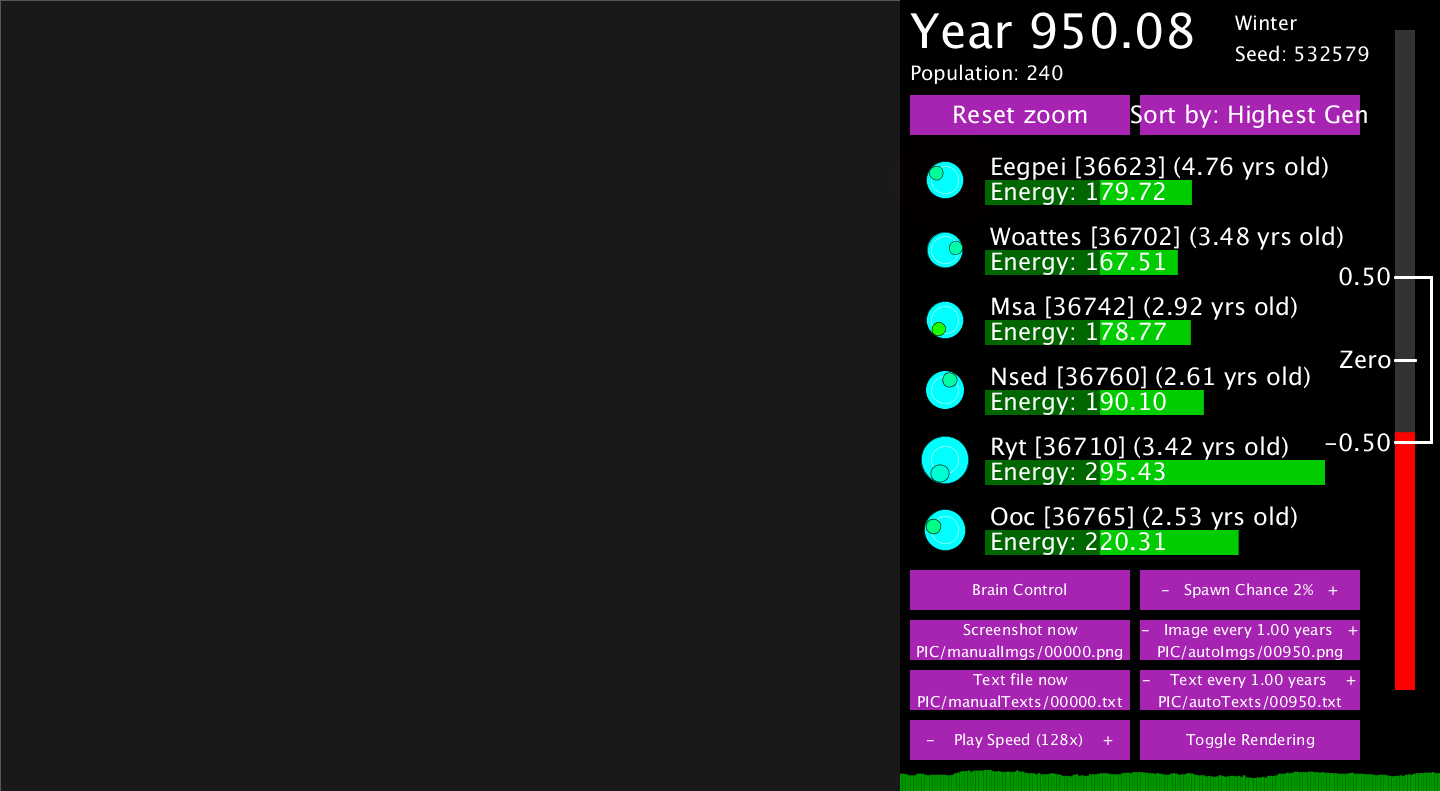 Year 950.08
Winter
Seed: 532579
Population: 240
Reset zoom
Sort by: Highest Gen
Eegpei [36623] (4.76 yrs old)
Energy: 179.72
Woattes [36702] (3.48 yrs old)
Energy: 167.51
Msa [36742] (2.92 yrs old)
Energy: 178.77
Nsed [36760] (2.61 yrs old)
Energy: 190.10
Ryt [36710] (3.42 yrs old)
Energy: 295.43
Ooc [36765] (2.53 yrs old)
Energy: 220.31
0.50
Zero
-0.50
Brain Control
- Spawn Chance 2% +
Screenshot now
PIC/manualImgs/00000.png
- Image every 1.00 years +
PIC/autoImgs/00950.png
Text file now
PIC/manualTexts/00000.txt
- Text every 1.00 years +
PIC/autoTexts/00950.txt
- Play Speed (128x) +
Toggle Rendering